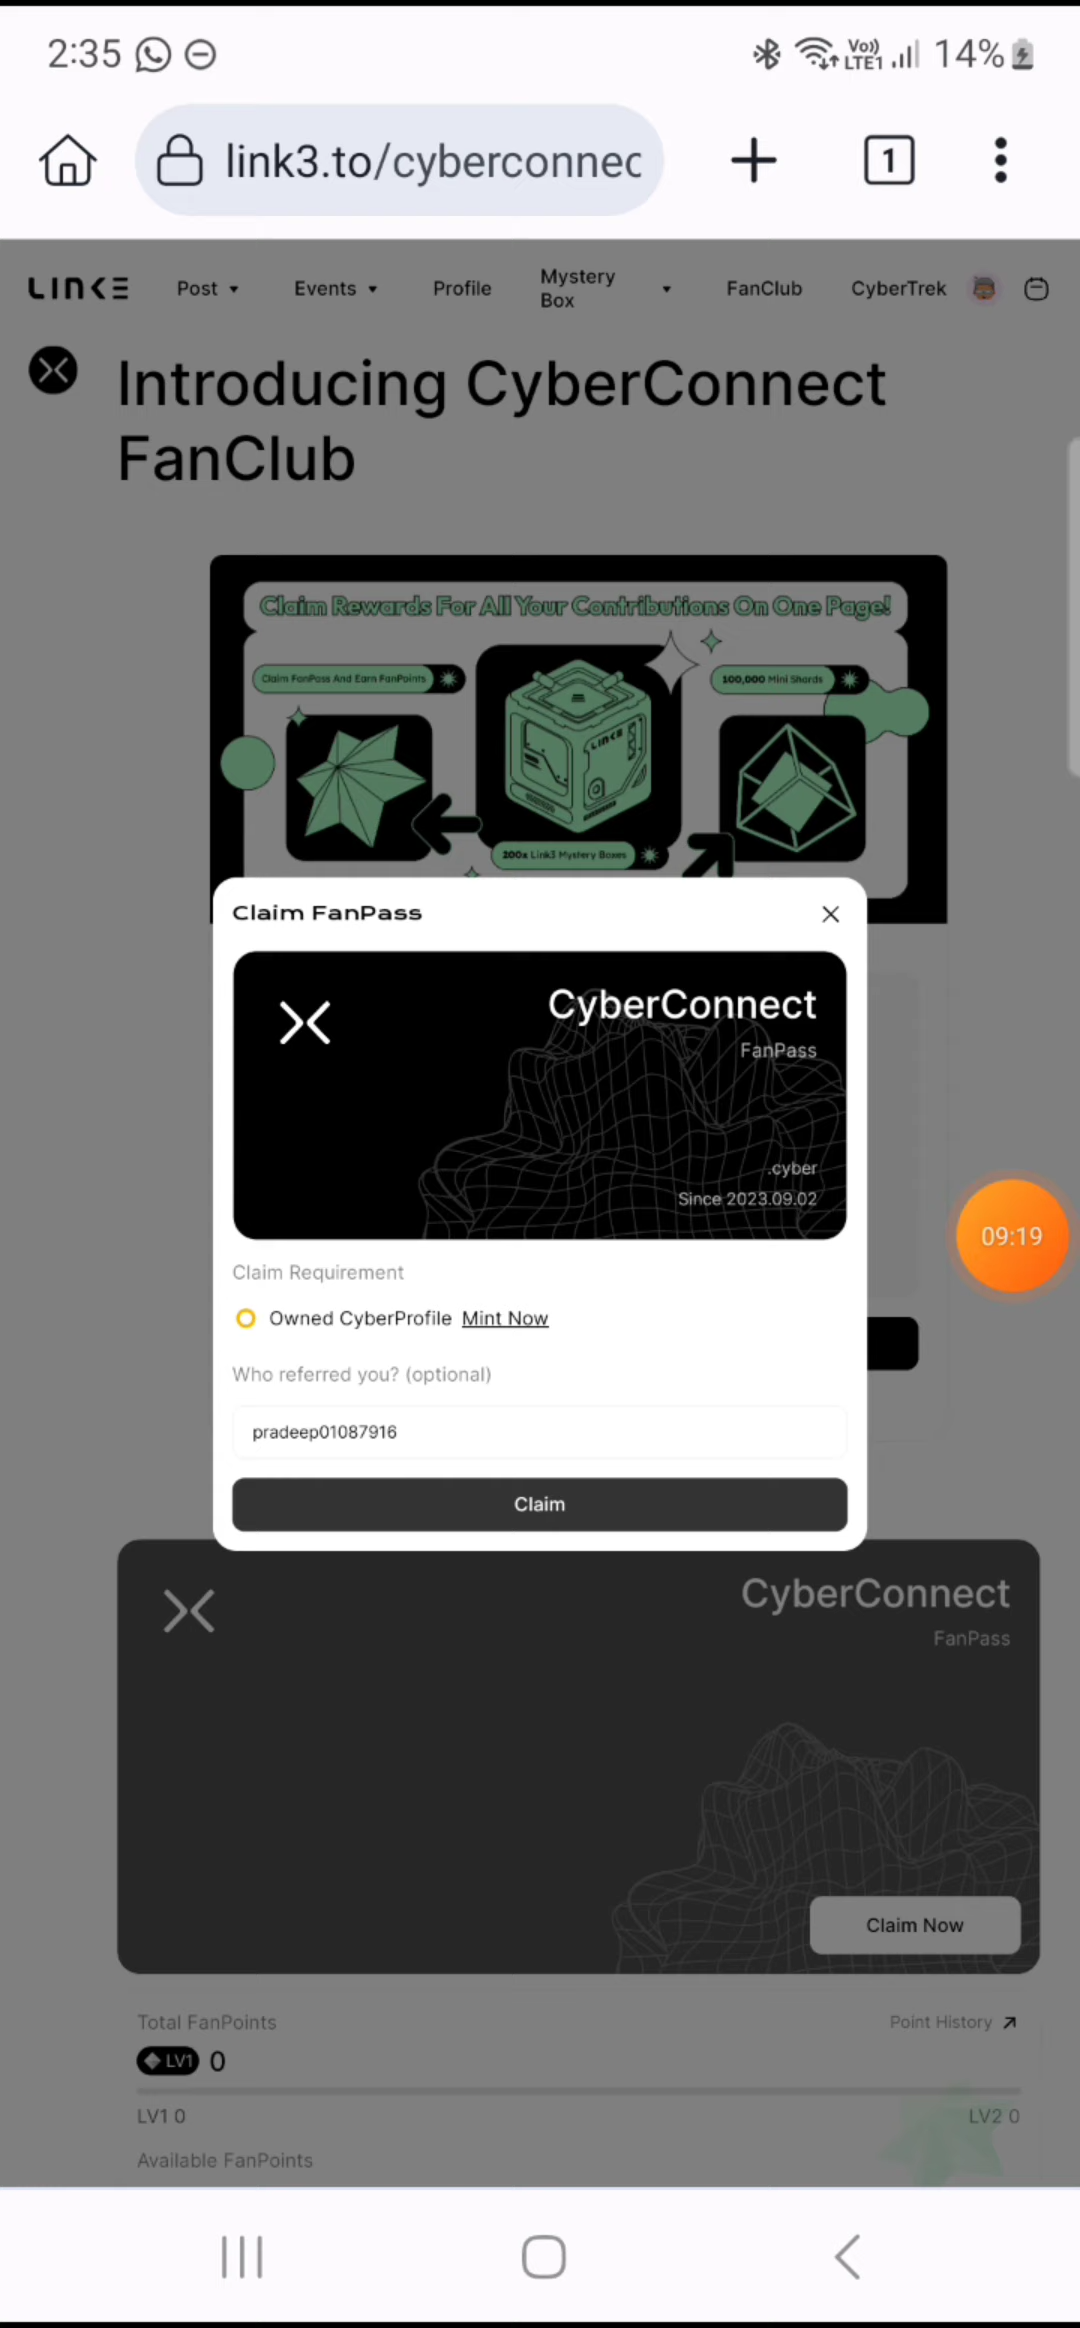 2:35
Vo)) LTE1 14%
link3.to/cyberconnec
1
LINK3 Post Events Profile Mystery Box FanClub CyberTrek
Introducing CyberConnect
FanClub
Claim Rewards For All Your Contributions On One Page!
Claim FanPass And Earn FanPoints
100,000 Mini Shards
LINK3
200x Link3 Mystery Boxes
Claim FanPass
CyberConnect
FanPass
.cyber
Since 2023.09.02
09:19
Claim Requirement
Owned CyberProfile Mint Now
Who referred you? (optional)
pradeep01087916
Claim
CyberConnect
FanPass
Claim Now
Total FanPoints Point History
LV1 0
LV1 0 LV2 0
Available FanPoints